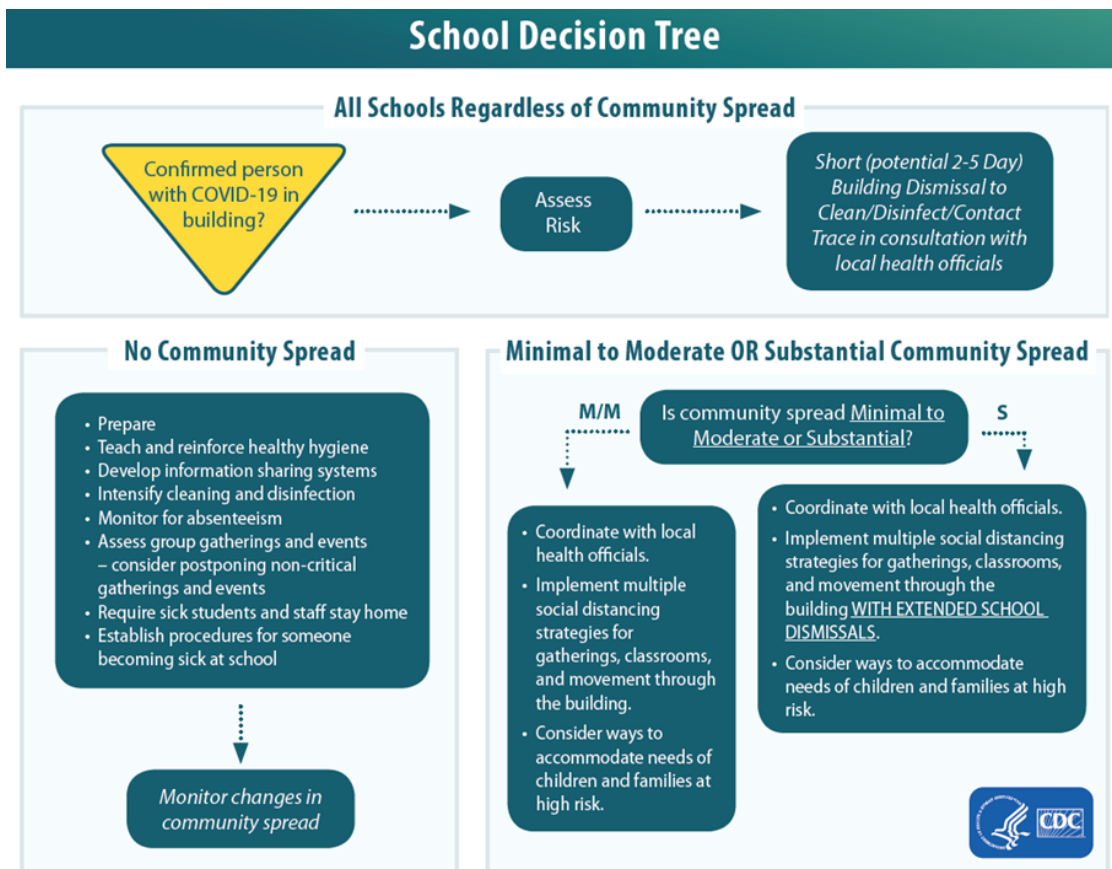 School Decision Tree
All Schools Regardless of Community Spread
Confirmed person
with COVID-19 in
building?
Assess
Risk
Short (potential 2-5 Day)
Building Dismissal to
Clean/Disinfect/Contact
Trace in consultation with
local health officials
No Community Spread
• Prepare
• Teach and reinforce healthy hygiene
• Develop information sharing systems
• Intensify cleaning and disinfection
• Monitor for absenteeism
• Assess group gatherings and events
– consider postponing non-critical
gatherings and events
• Require sick students and staff stay home
• Establish procedures for someone
becoming sick at school
Monitor changes in
community spread
Minimal to Moderate OR Substantial Community Spread
M/M
Is community spread Minimal to
Moderate or Substantial?
S
• Coordinate with local
health officials.
• Implement multiple
social distancing
strategies for
gatherings, classrooms,
and movement through
the building.
• Consider ways to
accommodate needs of
children and families at
high risk.
• Coordinate with local health officials.
• Implement multiple social distancing
strategies for gatherings, classrooms,
and movement through the
building WITH EXTENDED SCHOOL
DISMISSALS.
• Consider ways to accommodate
needs of children and families at high
risk.
CDC